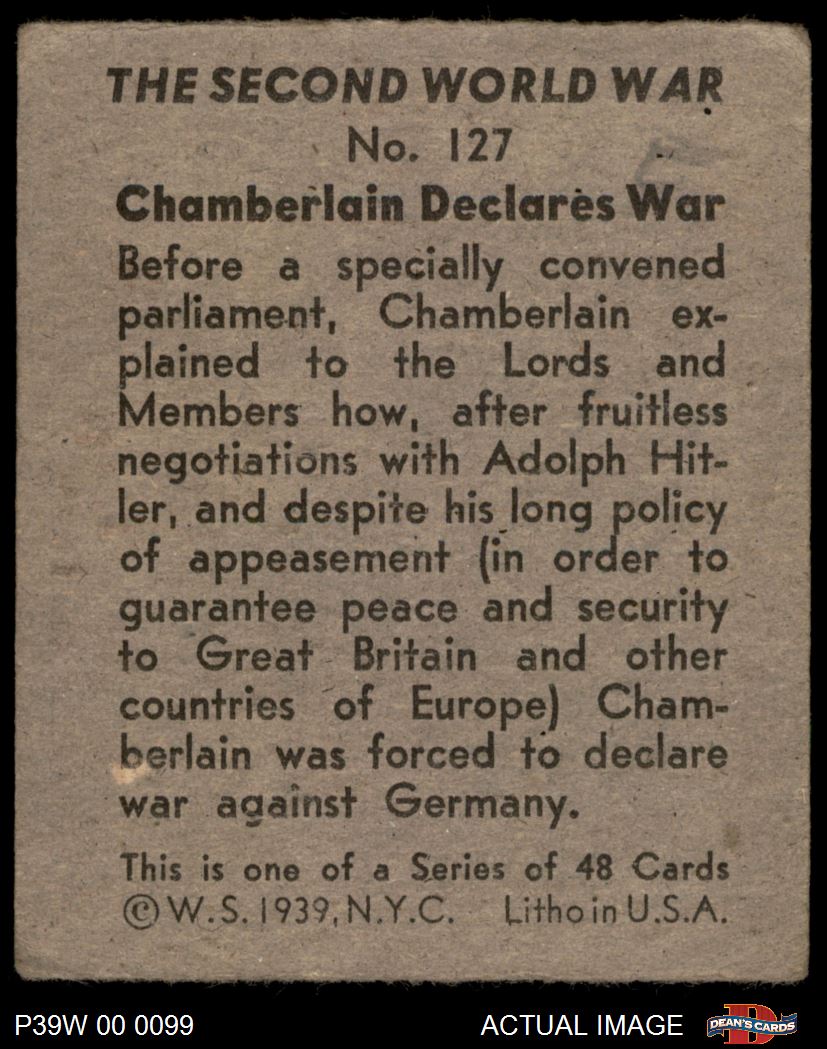 THE SECOND WORLD WAR
No. 127
Chamberlain Declares War
Before a specially convened
parliament, Chamberlain ex-
plained to the Lords and
Members how, after fruitless
negotiations with Adolph Hit-
ler, and despite his long policy
of appeasement (in order to
guarantee peace and security
to Great Britain and other
countries of Europe) Cham-
berlain was forced to declare
war against Germany.
This is one of a Series of 48 Cards
©W.S. 1939, N.Y.C. Litho in U.S.A.
P39W 00 0099 ACTUAL IMAGE D DEAN'S CARDS